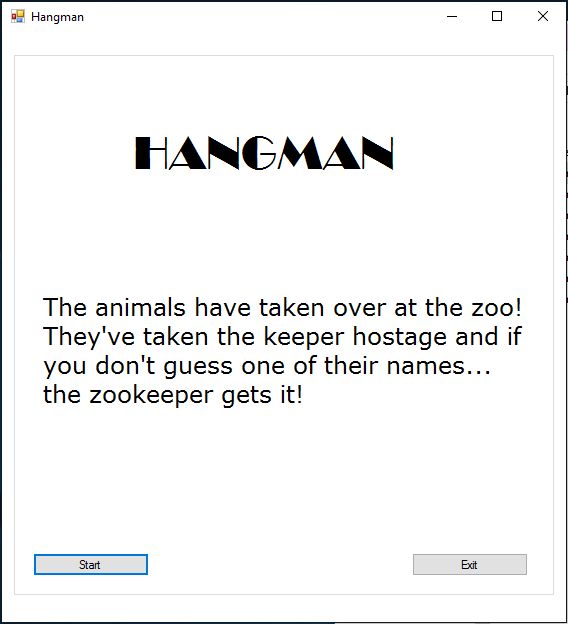 Hangman
HANGMAN
The animals have taken over at the zoo!
They've taken the keeper hostage and if
you don't guess one of their names...
the zookeeper gets it!
Start
Exit